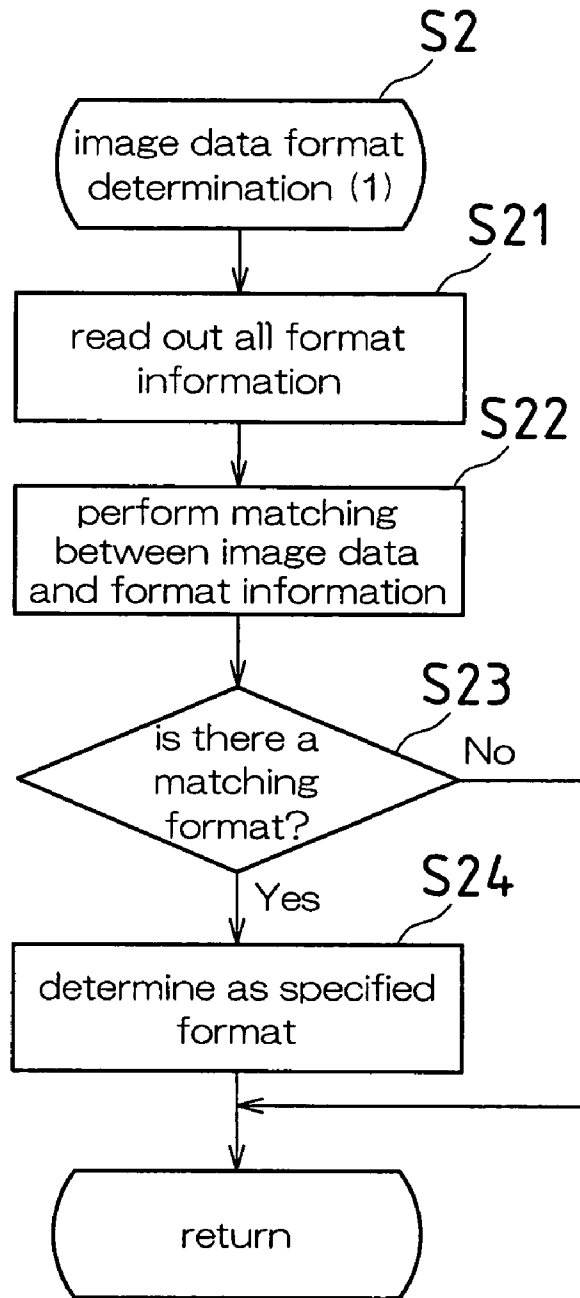 S2
image data format
determination (1)
S21
read out all format
information
S22
perform matching
between image data
and format information
S23
is there a
matching
format?
No
Yes
S24
determine as specified
format
return